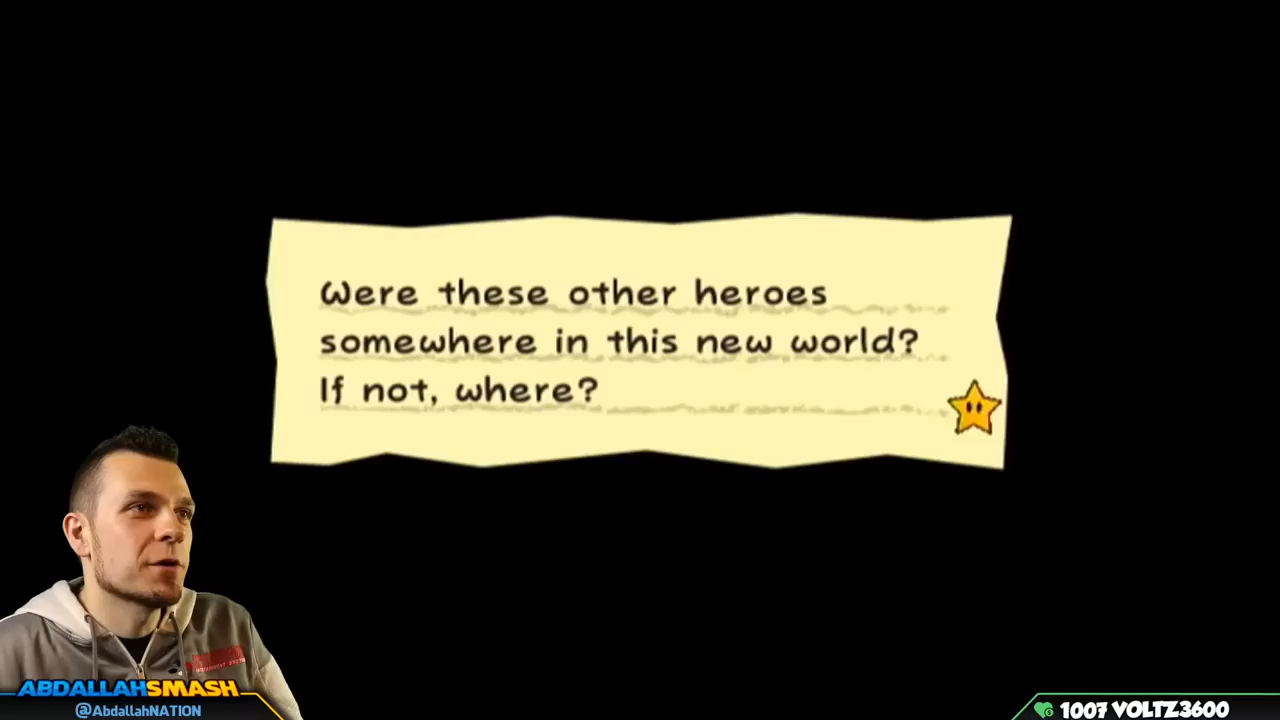 Were these other heroes
somewhere in this new world?
If not, where?
ABDALLAHSMASH
@AbdallahNATION
1007 VOLTZ3600